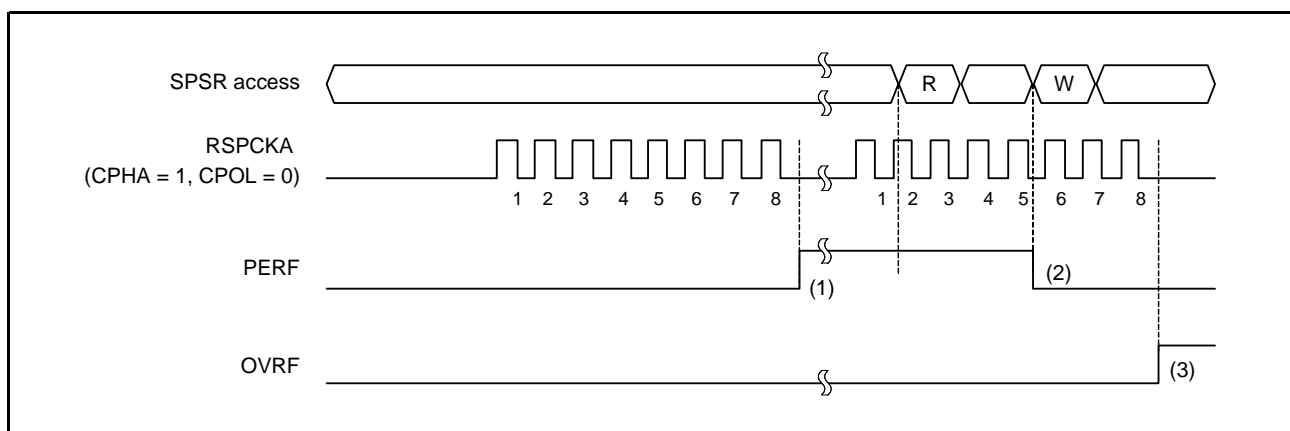 SPSR access
R
W
RSPCKA
(CPHA = 1, CPOL = 0)
1 2 3 4 5 6 7 8 1 2 3 4 5 6 7 8
PERF
(1)
(2)
OVRF
(3)